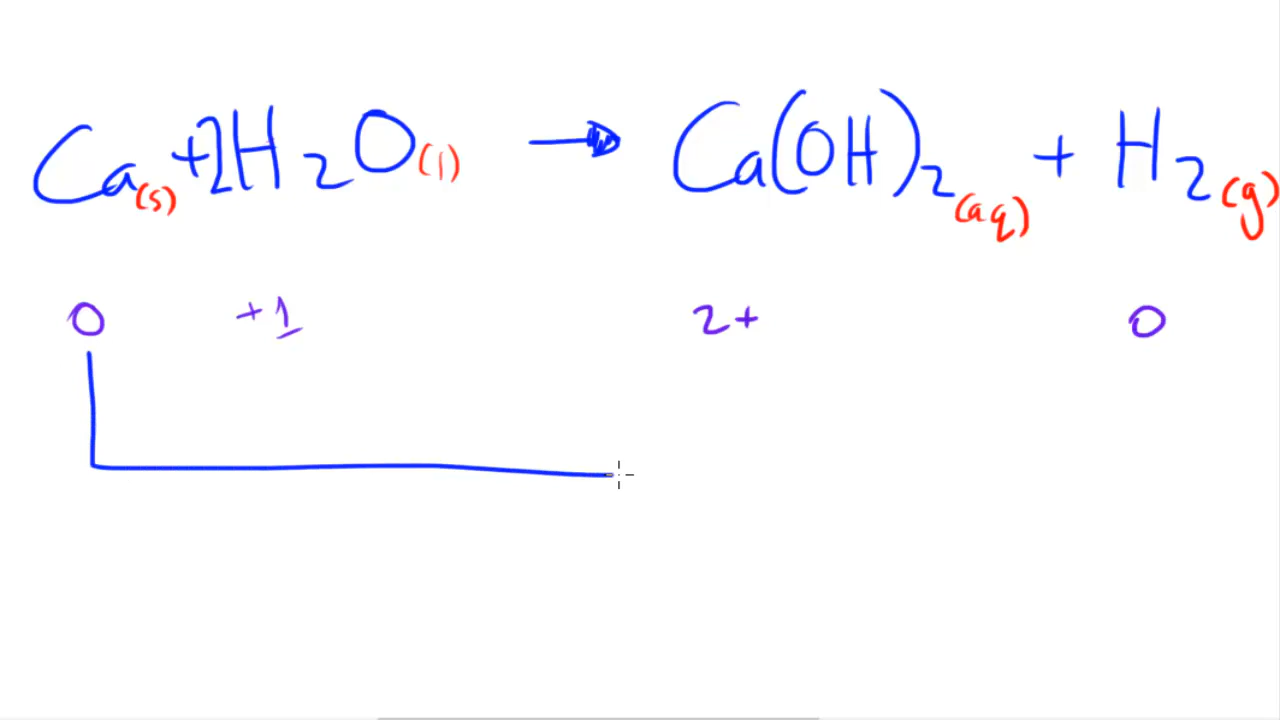 Ca(s)+2H2O(l) → Ca(OH)2(aq) + H2(g)
0 +1 2+ 0